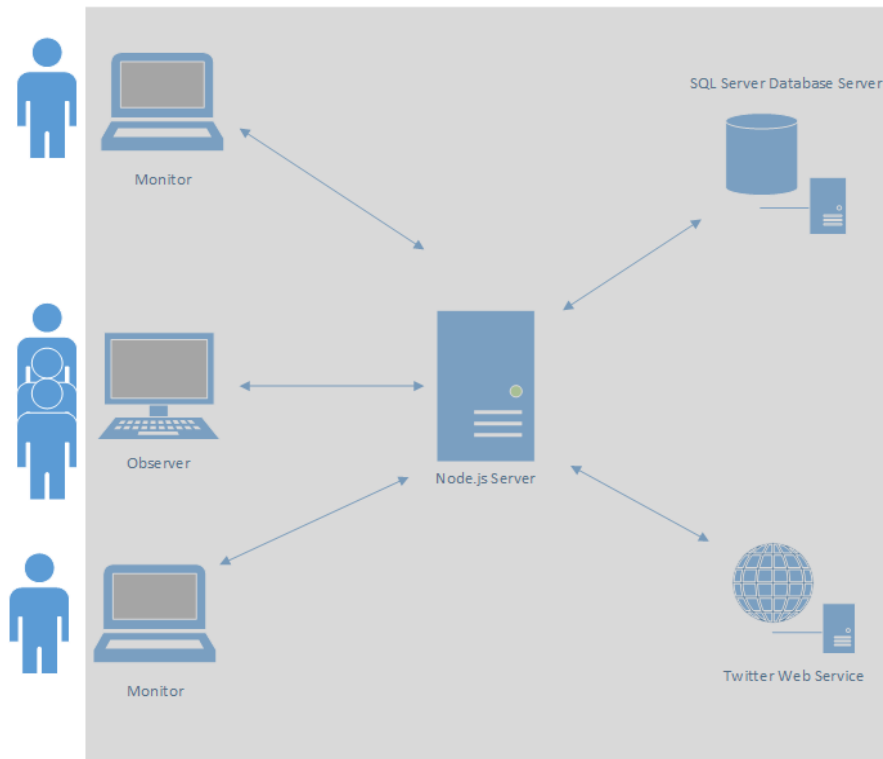 SQL Server Database Server
Monitor
Observer
Node.js Server
Twitter Web Service
Monitor